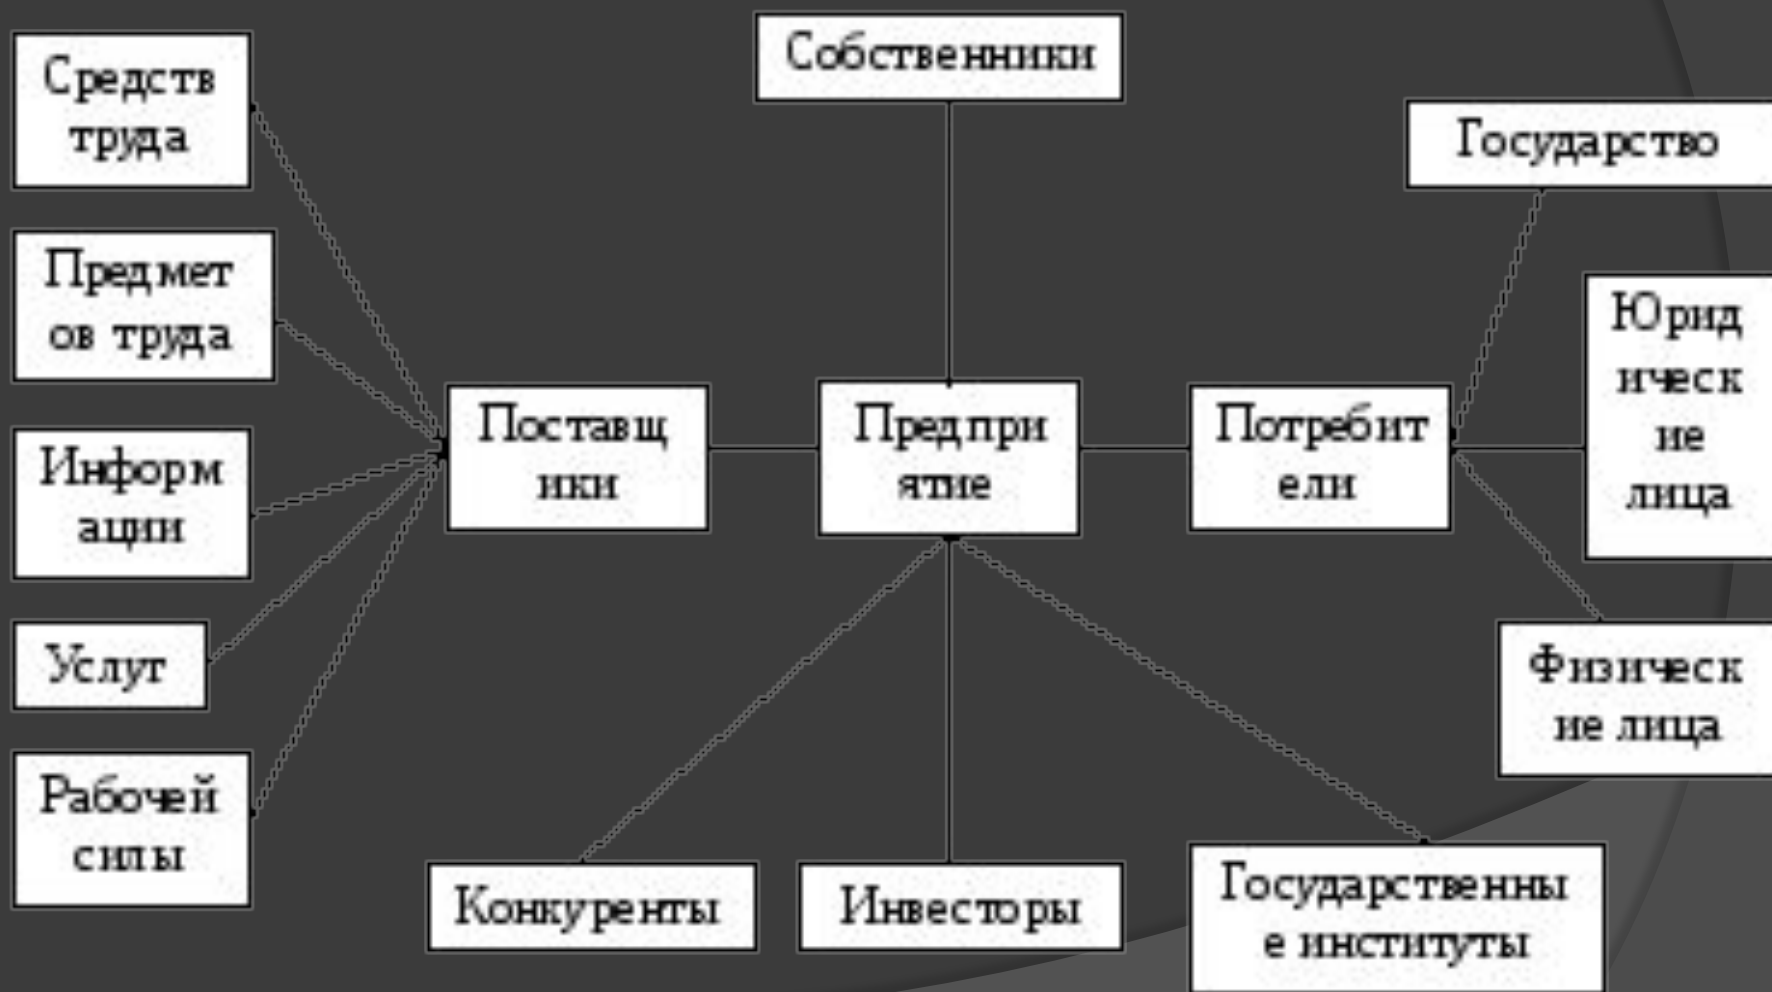 Собственники
Средств
труда
Государство
Предмет
ов труда
Юрид
ическ
ие
лица
Поставщ
ики
Предпри
ятие
Потребит
ели
Информ
ации
Услуг
Физическ
ие лица
Рабочей
силы
Конкуренты
Инвесторы
Государственны
е институты